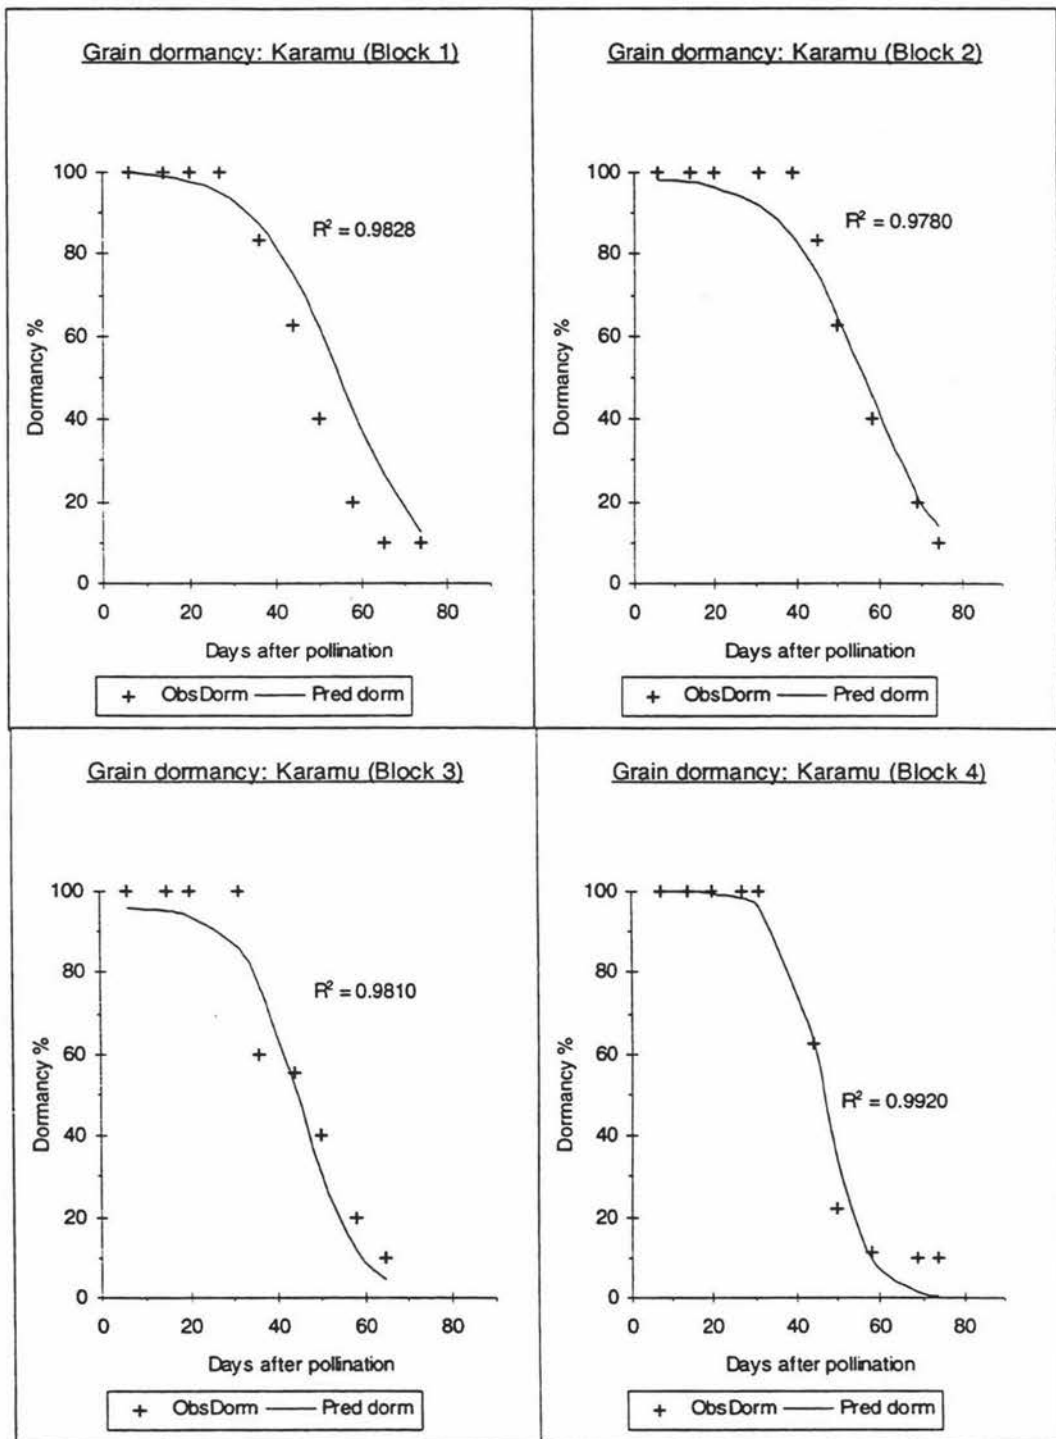 Grain dormancy: Karamu (Block 1)
100
80
60
40
20
0
Dormancy %
R² = 0.9828
0 20 40 60 80
Days after pollination
+ ObsDorm —— Pred dorm
Grain dormancy: Karamu (Block 2)
100
80
60
40
20
0
Dormancy %
R² = 0.9780
0 20 40 60 80
Days after pollination
+ ObsDorm —— Pred dorm
Grain dormancy: Karamu (Block 3)
100
80
60
40
20
0
Dormancy %
R² = 0.9810
0 20 40 60 80
Days after pollination
+ ObsDorm —— Pred dorm
Grain dormancy: Karamu (Block 4)
100
80
60
40
20
0
Dormancy %
R² = 0.9920
0 20 40 60 80
Days after pollination
+ ObsDorm —— Pred dorm